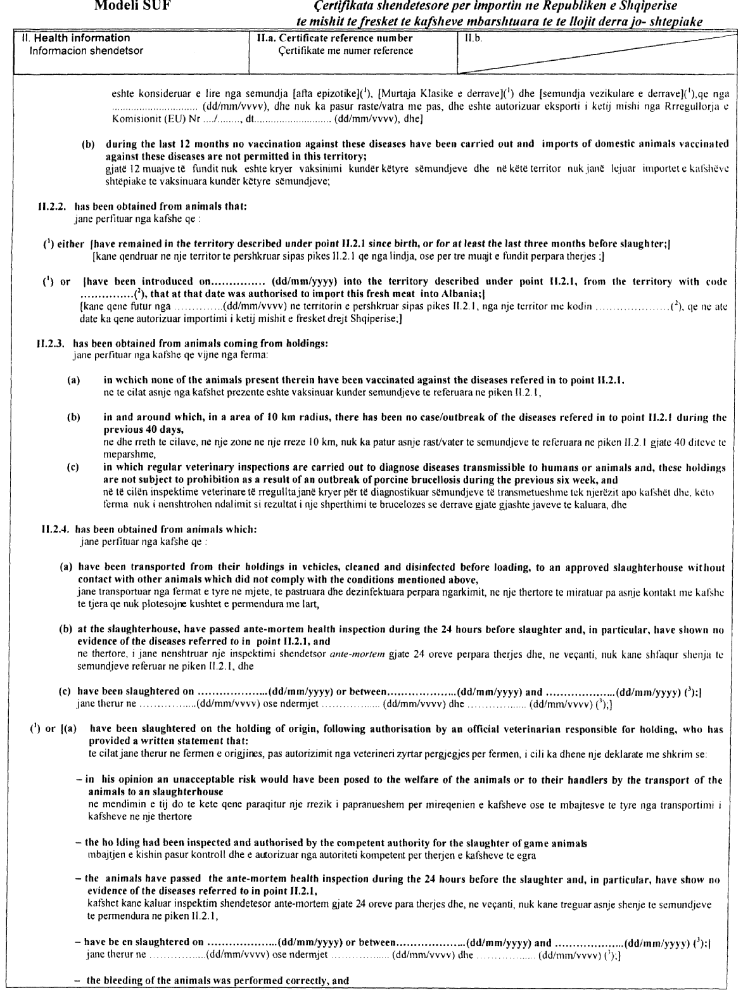 Modeli SUF
Çertifikata shendetesore per importin ne Republiken e Shqiperise
te mishit te fresket te kafsheve mbarshtuara te te llojit derra jo- shtepiake
II. Health information
Informacion shendetsor
II.a. Certificate reference number
Çertifikate me numer reference
II.b.
eshte konsideruar e lire nga semundja [afta epizotike](¹), [Murtaja Klasike e derrave](¹) dhe [semundja vezikulare e derrave](¹),qe nga
............................... (dd/mm/vvvv), dhe nuk ka pasur raste/vatra me pas, dhe eshte autorizuar eksporti i ketij mishi nga Rrregullorja e
Komisionit (EU) Nr ..../........, dt............................ (dd/mm/vvvv), dhe]
(b) during the last 12 months no vaccination against these diseases have been carried out and imports of domestic animals vaccinated
against these diseases are not permitted in this territory;
gjatë 12 muajve të fundit nuk eshte kryer vaksinimi kundër këtyre sëmundjeve dhe në këtë territor nuk janë lejuar importet e kafshëve
shtëpiake te vaksinuara kundër këtyre sëmundjeve;
II.2.2. has been obtained from animals that:
jane perfituar nga kafshe qe :
(¹) either [have remained in the territory described under point II.2.1 since birth, or for at least the last three months before slaughter;]
[kane qendruar ne nje territor te pershkruar sipas pikes II.2.1 qe nga lindja, ose per tre muajt e fundit perpara therjes ;]
(¹) or [have been introduced on............... (dd/mm/yyyy) into the territory described under point II.2.1, from the territory with code
...............(²), that at that date was authorised to import this fresh meat into Albania;]
[kane qene futur nga ..............(dd/mm/vvvv) ne territorin e pershkruar sipas pikes II.2.1, nga nje territor me kodin .....................(²), qe ne ate
date ka qene autorizuar importimi i ketij mishit e fresket drejt Shqiperise;]
II.2.3. has been obtained from animals coming from holdings:
jane perfituar nga kafshe qe vijne nga ferma:
(a) in wchich none of the animals present therein have been vaccinated against the diseases refered in to point II.2.1.
ne te cilat asnje nga kafshet prezente eshte vaksinuar kunder semundjeve te referuara ne piken II.2.1,
(b) in and around which, in a area of 10 km radius, there has been no case/outbreak of the diseases refered in to point II.2.1 during the
previous 40 days,
ne dhe rreth te cilave, ne nje zone ne nje rreze 10 km, nuk ka patur asnje rast/vater te semundjeve te referuara ne piken II.2.1 gjate 40 diteve te
meparshme,
(c) in which regular veterinary inspections are carried out to diagnose diseases transmissible to humans or animals and, these holdings
are not subject to prohibition as a result of an outbreak of porcine brucellosis during the previous six week, and
në të cilën inspektime veterinare të rregullta janë kryer për të diagnostikuar sëmundjeve të transmetueshme tek njerëzit apo kafshët dhe, këto
ferma nuk i nenshtrohen ndalimit si rezultat i nje shperthimi te brucelozes se derrave gjate gjashte javeve te kaluara, dhe
II.2.4. has been obtained from animals which:
jane perfituar nga kafshe qe :
(a) have been transported from their holdings in vehicles, cleaned and disinfected before loading, to an approved slaughterhouse without
contact with other animals which did not comply with the conditions mentioned above,
jane transportuar nga fermat e tyre ne mjete, te pastruara dhe dezinfektuara perpara ngarkimit, ne nje thertore te miratuar pa asnje kontakt me kafshe
te tjera qe nuk plotesojne kushtet e permendura me lart,
(b) at the slaughterhouse, have passed ante-mortem health inspection during the 24 hours before slaughter and, in particular, have shown no
evidence of the diseases referred to in point II.2.1, and
ne thertore, i jane nenshtruar nje inspektimi shendetsor ante-mortem gjate 24 oreve perpara therjes dhe, ne veçanti, nuk kane shfaqur shenja te
semundjeve referuar ne piken II.2.1, dhe
(c) have been slaughtered on ....................(dd/mm/yyyy) or between....................(dd/mm/yyyy) and ....................(dd/mm/yyyy) (³);]
jane therur ne .................(dd/mm/vvvv) ose ndermjet ................. (dd/mm/vvvv) dhe ................. (dd/mm/vvvv) (³);]
(¹) or [(a) have been slaughtered on the holding of origin, following authorisation by an official veterinarian responsible for holding, who has
provided a written statement that:
te cilat jane therur ne fermen e origjines, pas autorizimit nga veterineri zyrtar pergjegjes per fermen, i cili ka dhene nje deklarate me shkrim se:
– in his opinion an unacceptable risk would have been posed to the welfare of the animals or to their handlers by the transport of the
animals to an slaughterhouse
ne mendimin e tij do te kete qene paraqitur nje rrezik i papranueshem per mireqenien e kafsheve ose te mbajtesve te tyre nga transportimi i
kafsheve ne nje thertore
– the ho lding had been inspected and authorised by the competent authority for the slaughter of game animals
mbajtjen e kishin pasur kontroll dhe e autorizuar nga autoriteti kompetent per therjen e kafsheve te egra
– the animals have passed the ante-mortem health inspection during the 24 hours before the slaughter and, in particular, have show no
evidence of the diseases referred to in point II.2.1,
kafshet kane kaluar inspektim shendetesor ante-mortem gjate 24 oreve para therjes dhe, ne veçanti, nuk kane treguar asnje shenje te semundjeve
te permendura ne piken II.2.1,
– have be en slaughtered on ....................(dd/mm/yyyy) or between....................(dd/mm/yyyy) and ....................(dd/mm/yyyy) (³);]
jane therur ne .................(dd/mm/vvvv) ose ndermjet ................. (dd/mm/vvvv) dhe ................. (dd/mm/vvvv) (³);]
– the bleeding of the animals was performed correctly, and